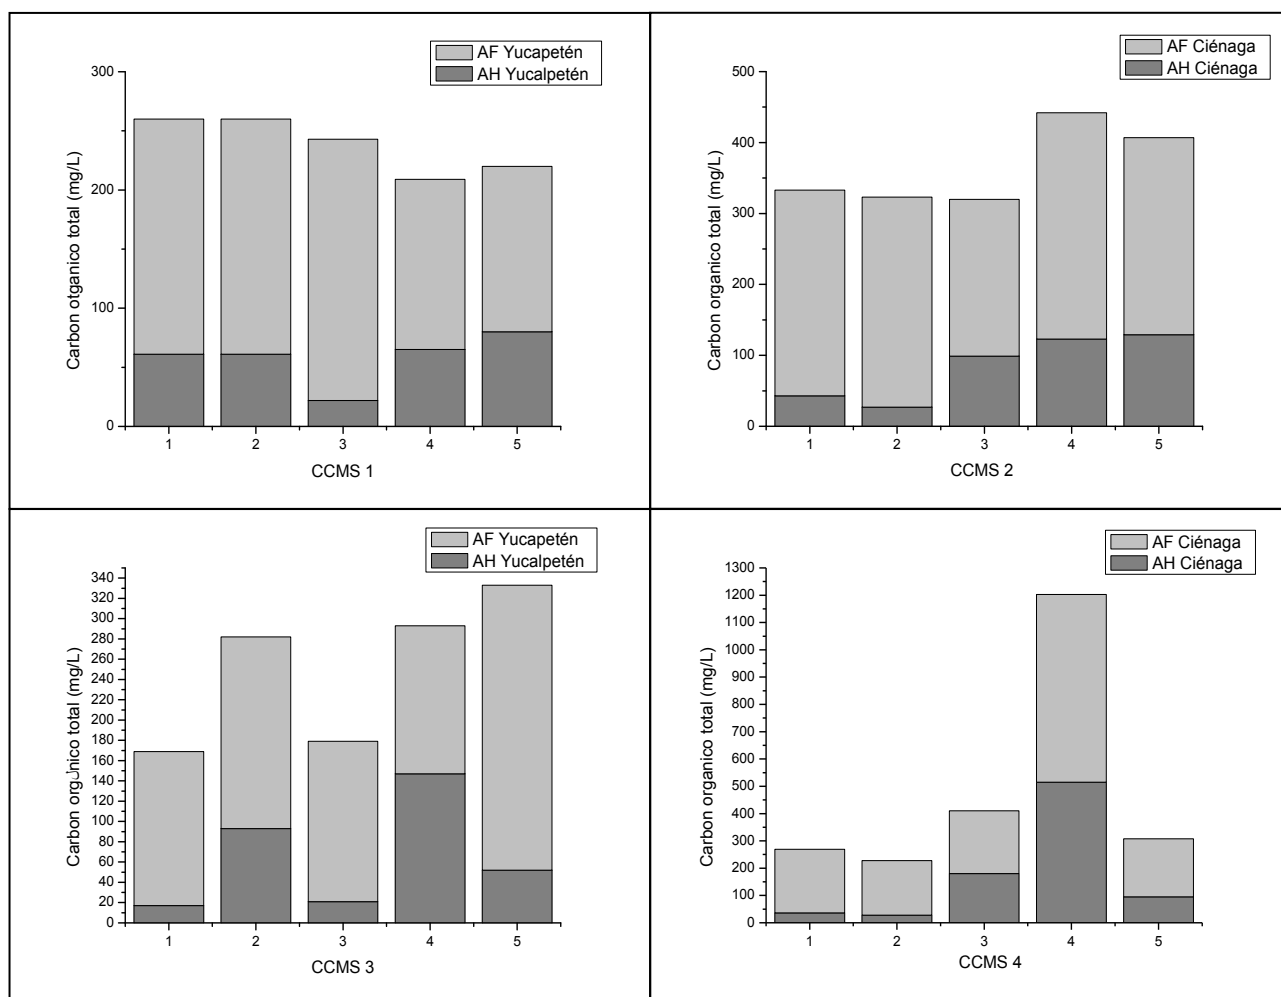 AF Yucapetén
AH Yucalpetén
300
200
100
0
Carbon otganico total (mg/L)
1 2 3 4 5
CCMS 1
AF Ciénaga
AH Ciénaga
500
400
300
200
100
0
Carbon organico total (mg/L)
1 2 3 4 5
CCMS 2
AF Yucapetén
AH Yucalpetén
340
320
300
280
260
240
220
200
180
160
140
120
100
80
60
40
20
0
Carbon total (mg/L)
1 2 3 4 5
CCMS 3
AF Ciénaga
AH Ciénaga
1300
1200
1100
1000
900
800
700
600
500
400
300
200
100
0
Carbon organico total (mg/L)
1 2 3 4 5
CCMS 4